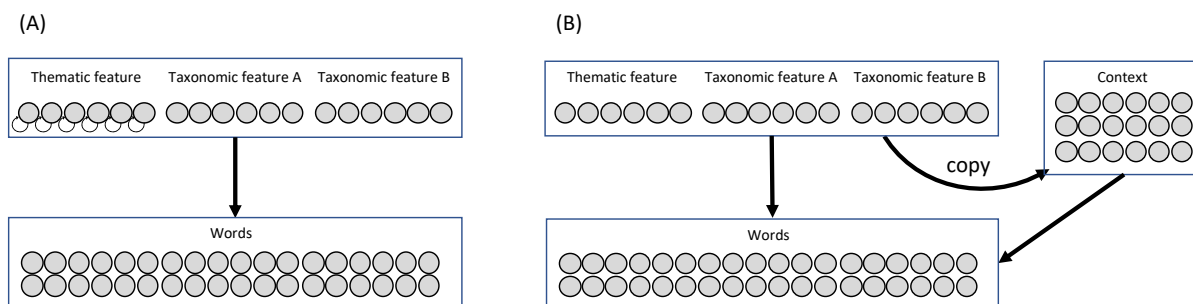 (A)
(B)
Thematic feature Taxonomic feature A Taxonomic feature B
Thematic feature Taxonomic feature A Taxonomic feature B
Context
copy
Words
Words